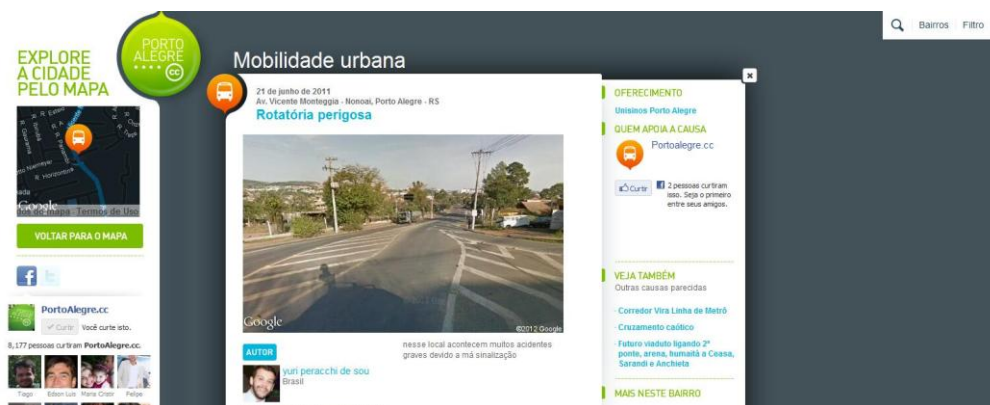 EXPLORE
A CIDADE
PELO MAPA
PORTO
ALEGRE
cc
Google
Termos de Uso
VOLTAR PARA O MAPA
PortoAlegre.cc
Curtir Você curte isto.
8,177 pessoas curtiram PortoAlegre.cc.
Tiago Edson Luis Maria Cristir Felipe
Mobilidade urbana
21 de junho de 2011
Av. Vicente Monteggia - Nonoai, Porto Alegre - RS
Rotatória perigosa
Google
©2012 Google
AUTOR
yuri peracchi de sou
Brasil
nesse local acontecem muitos acidentes
graves devido a má sinalização
Bairros Filtro
OFERECIMENTO
Unisinos Porto Alegre
QUEM APOIA A CAUSA
Portoalegre.cc
Curtir
2 pessoas curtiram
isso. Seja o primeiro
entre seus amigos.
VEJA TAMBÉM
Outras causas parecidas
· Corredor Vira Linha de Metrô
· Cruzamento caótico
· Futuro viaduto ligando 2ª
ponte, arena, humaitá a Ceasa,
Sarandi e Anchieta
MAIS NESTE BAIRRO